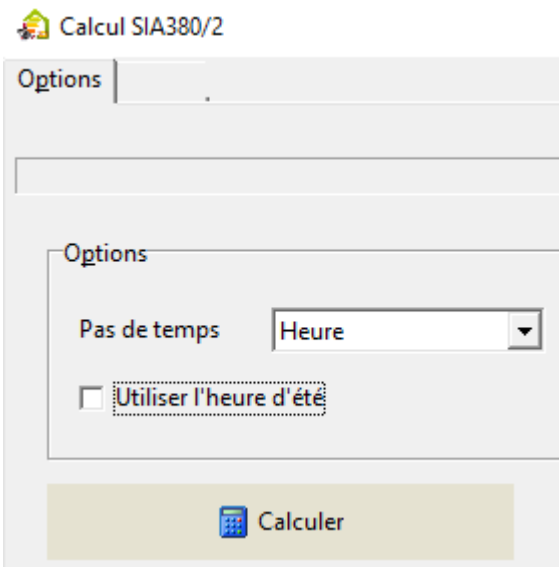 Calcul SIA380/2
Options
Options
Pas de temps Heure
Utiliser l'heure d'été
Calculer